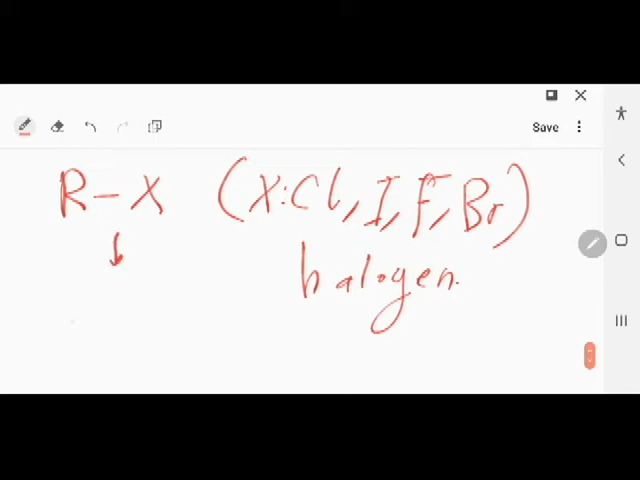 Save
R-X (X:Cl, I, F, Br)
↓
halogen.